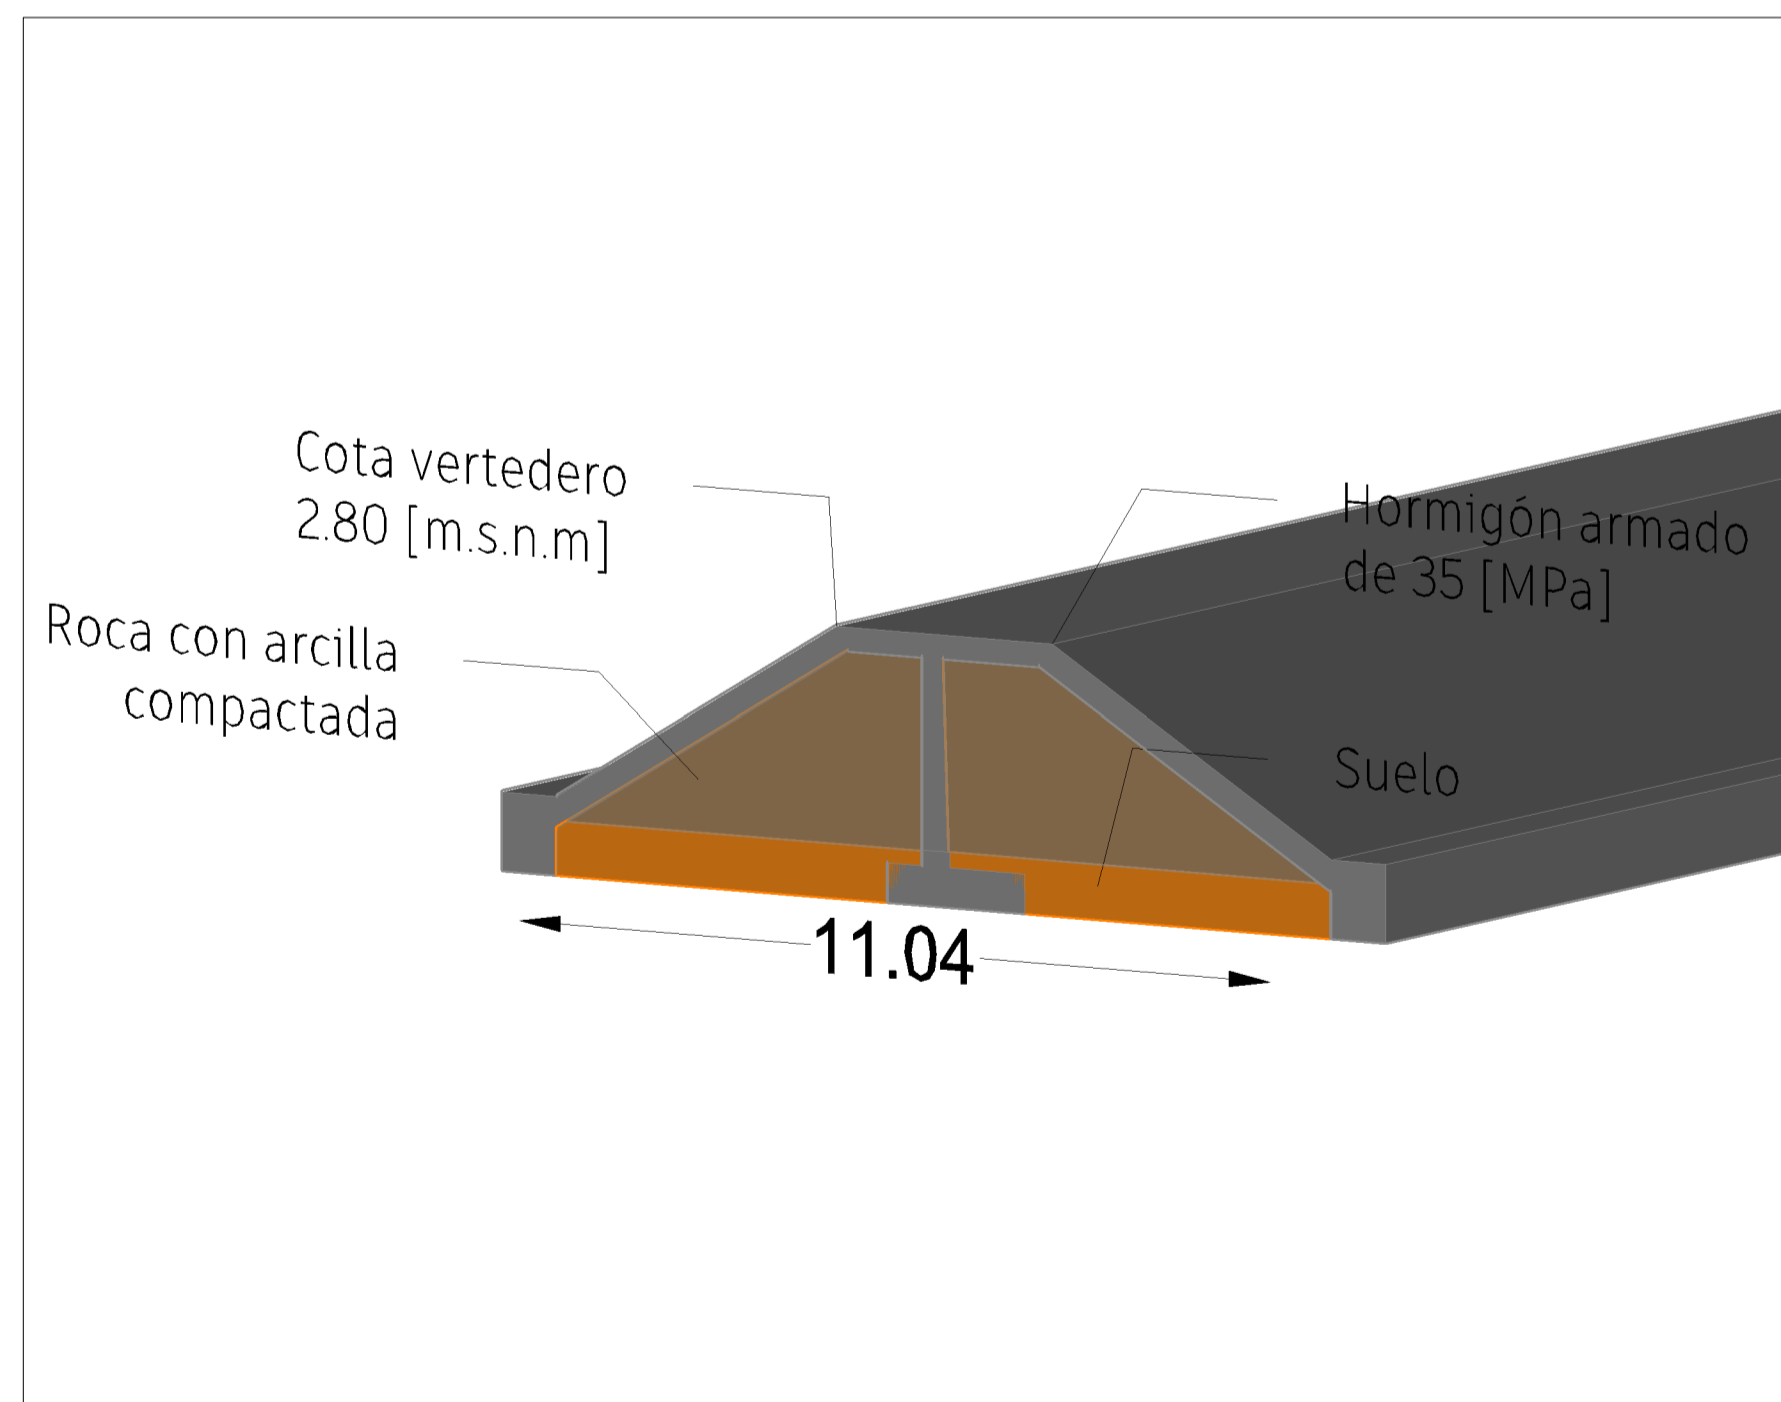 Cota vertedero
2.80 [m.s.n.m]
Hormigón armado
de 35 [MPa]
Roca con arcilla
compactada
Suelo
11.04